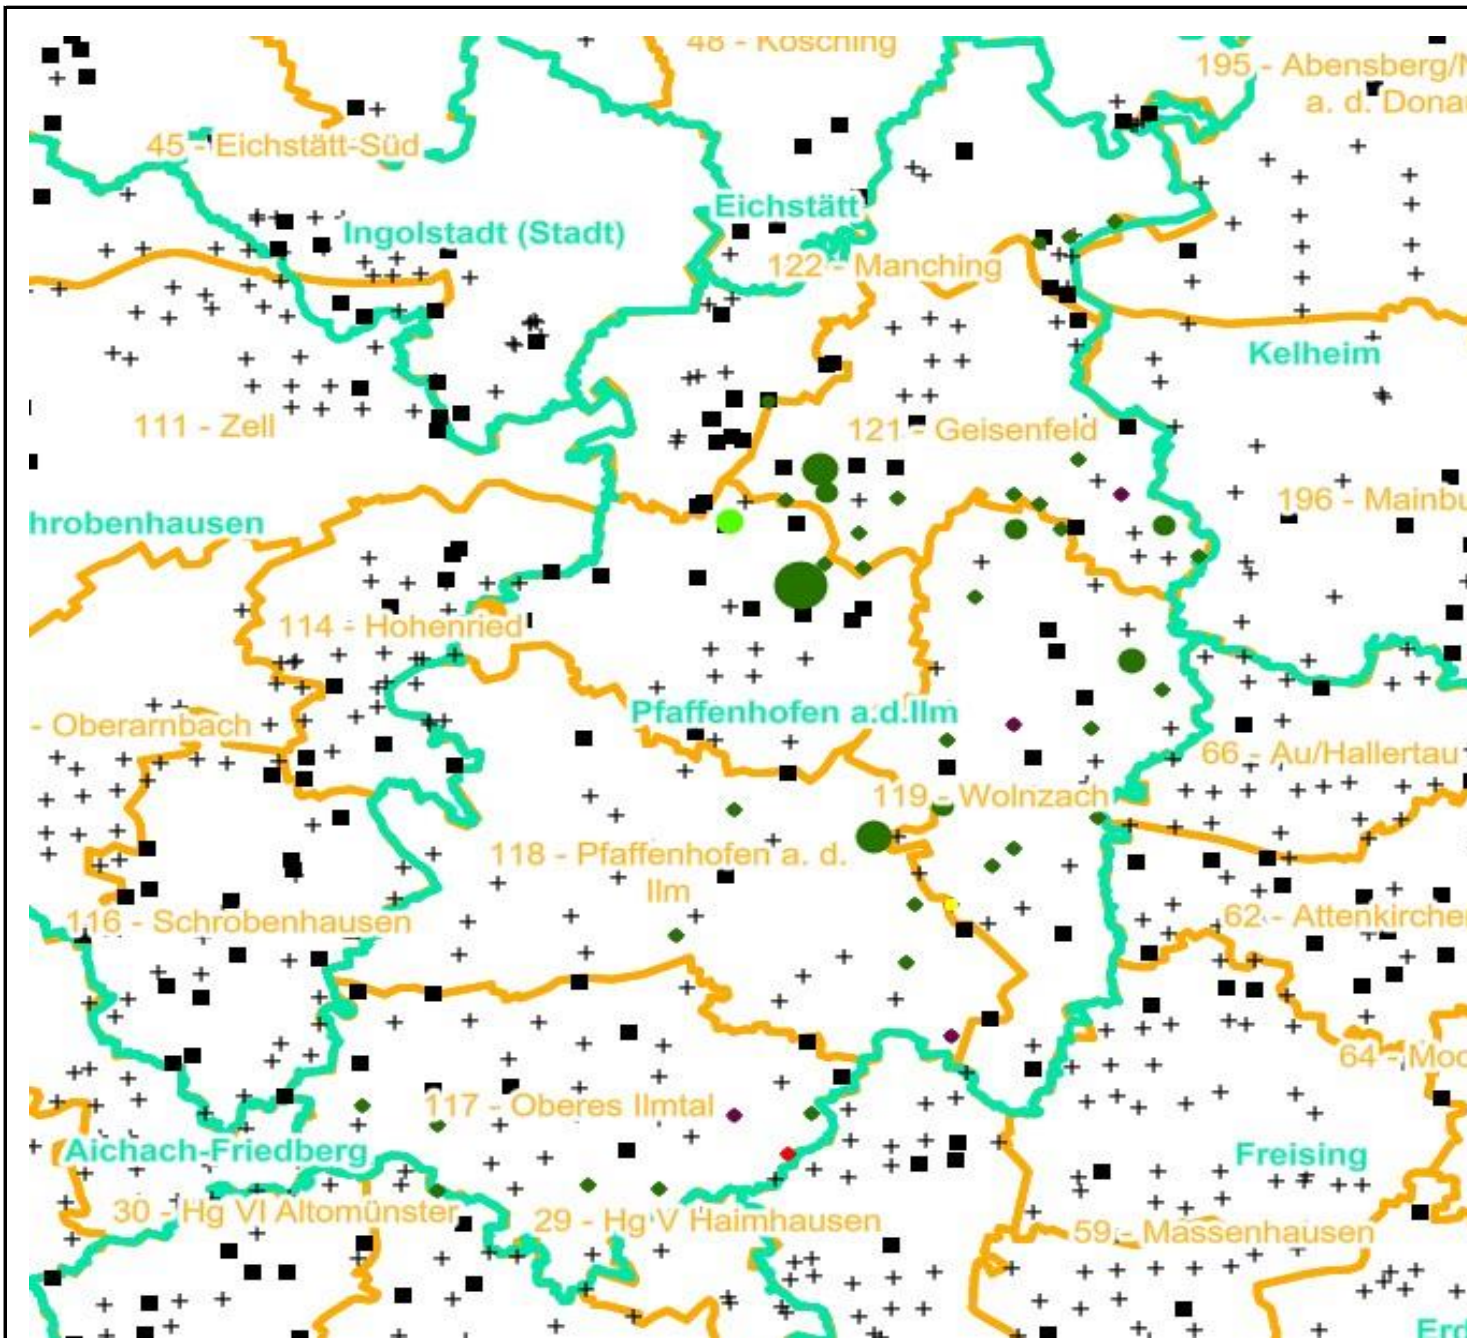 48 - Kösching
195 - Abensberg/N
a. d. Donau
45 - Eichstätt-Süd
Eichstätt
Ingolstadt (Stadt)
122 - Manching
Kelheim
111 - Zell
121 - Geisenfeld
196 - Mainbu
hrobenhausen
114 - Hohenried
Pfaffenhofen a.d.Ilm
- Oberarnbach
66 - Au/Hallertau
119 - Wolnzach
118 - Pfaffenhofen a. d.
Ilm
116 - Schrobenhausen
62 - Attenkircher
64 - Moo
117 - Oberes Ilmtal
Aichach-Friedberg
Freising
30 - Hg VI Altomünster
29 - Hg V Haimhausen
59 - Massenhausen
Erd